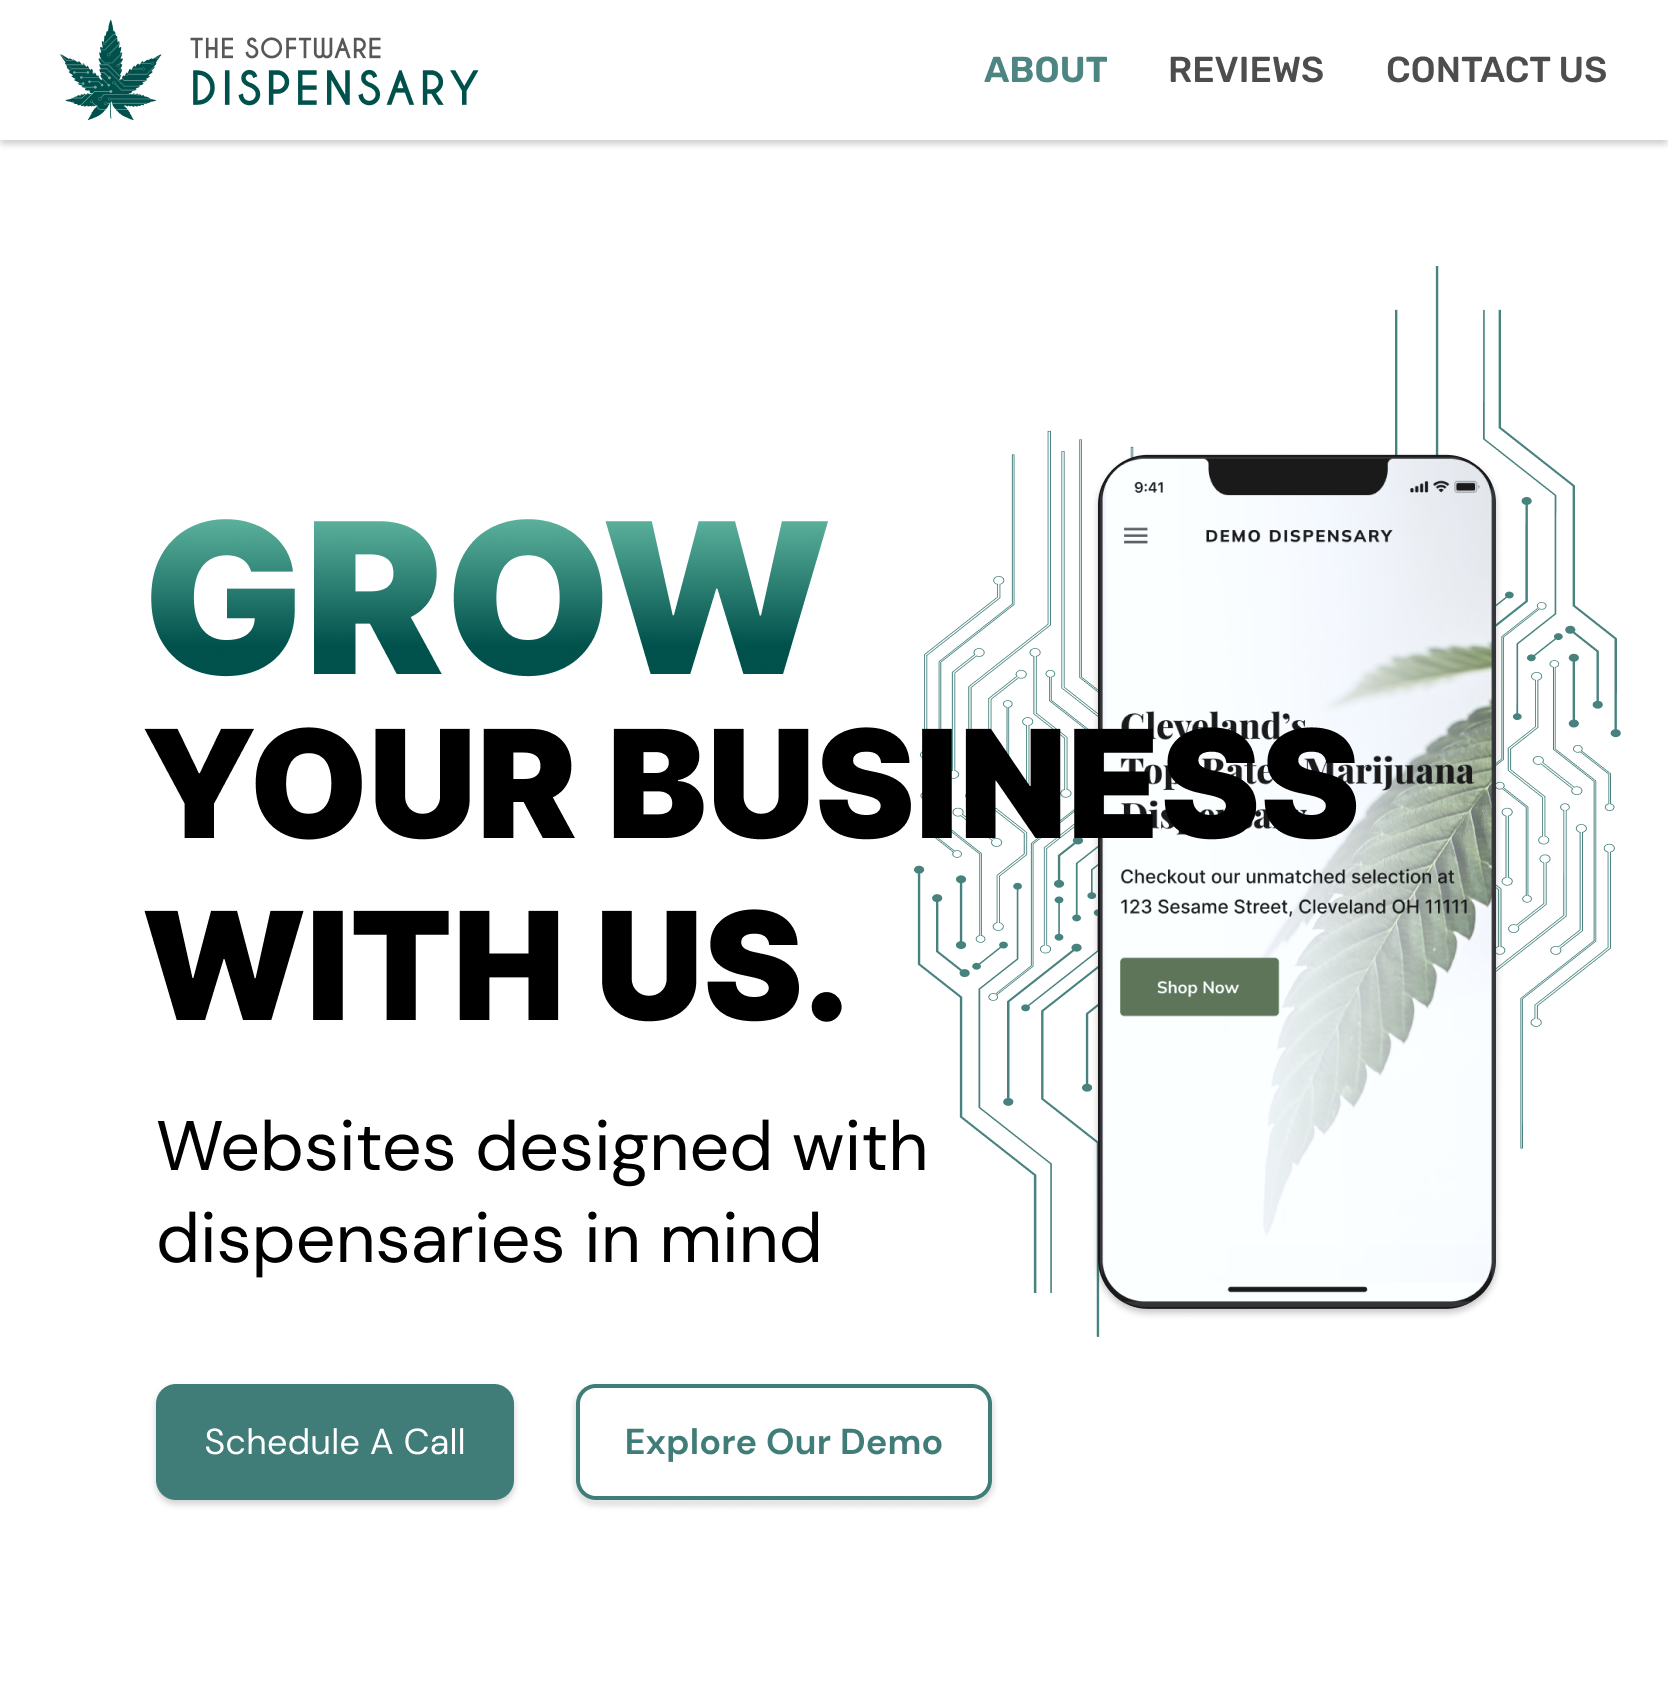 THE SOFTWARE
DISPENSARY
ABOUT
REVIEWS
CONTACT US
GROW
YOUR BUSINESS
WITH US.
Websites designed with
dispensaries in mind
Schedule A Call
Explore Our Demo
9:41
DEMO DISPENSARY
Cleveland’s
Top Rated Marijuana
Dispensary
Checkout our unmatched selection at
123 Sesame Street, Cleveland OH 11111
Shop Now